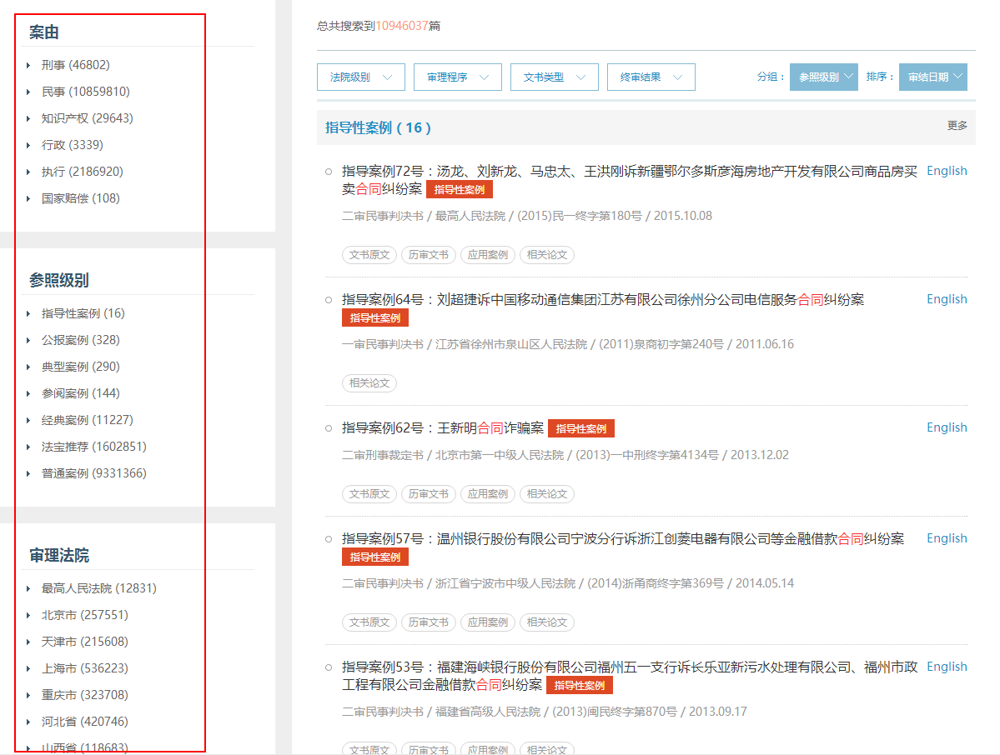 案由
刑事 (46802)
民事 (10859810)
知识产权 (29643)
行政 (3339)
执行 (2186920)
国家赔偿 (108)
参照级别
指导性案例 (16)
公报案例 (328)
典型案例 (290)
参阅案例 (144)
经典案例 (11227)
法宝推荐 (1602851)
普通案例 (9331366)
审理法院
最高人民法院 (12831)
北京市 (257551)
天津市 (215608)
上海市 (536223)
重庆市 (323708)
河北省 (420746)
山西省 (118683)
总共搜索到10946037篇
法院级别 审理程序 文书类型 终审结果 分组： 参照级别 排序： 审结日期
指导性案例 ( 16 ) 更多
指导案例72号：汤龙、刘新龙、马忠太、王洪刚诉新疆鄂尔多斯彦海房地产开发有限公司商品房买 English
卖合同纠纷案 指导性案例
二审民事判决书 / 最高人民法院 / (2015)民一终字第180号 / 2015.10.08
文书原文 历审文书 应用案例 相关论文
指导案例64号：刘超捷诉中国移动通信集团江苏有限公司徐州分公司电信服务合同纠纷案 English
指导性案例
一审民事判决书 / 江苏省徐州市泉山区人民法院 / (2011)泉商初字第240号 / 2011.06.16
相关论文
指导案例62号：王新明合同诈骗案 指导性案例 English
二审刑事裁定书 / 北京市第一中级人民法院 / (2013)一中刑终字第4134号 / 2013.12.02
文书原文 历审文书 应用案例 相关论文
指导案例57号：温州银行股份有限公司宁波分行诉浙江创菱电器有限公司等金融借款合同纠纷案 English
指导性案例
二审民事判决书 / 浙江省宁波市中级人民法院 / (2014)浙甬商终字第369号 / 2014.05.14
文书原文 历审文书 应用案例 相关论文
指导案例53号：福建海峡银行股份有限公司福州五一支行诉长乐亚新污水处理有限公司、福州市政 English
工程有限公司金融借款合同纠纷案 指导性案例
二审民事判决书 / 福建省高级人民法院 / (2013)闽民终字第870号 / 2013.09.17
文书原文 历审文书 应用案例 相关论文